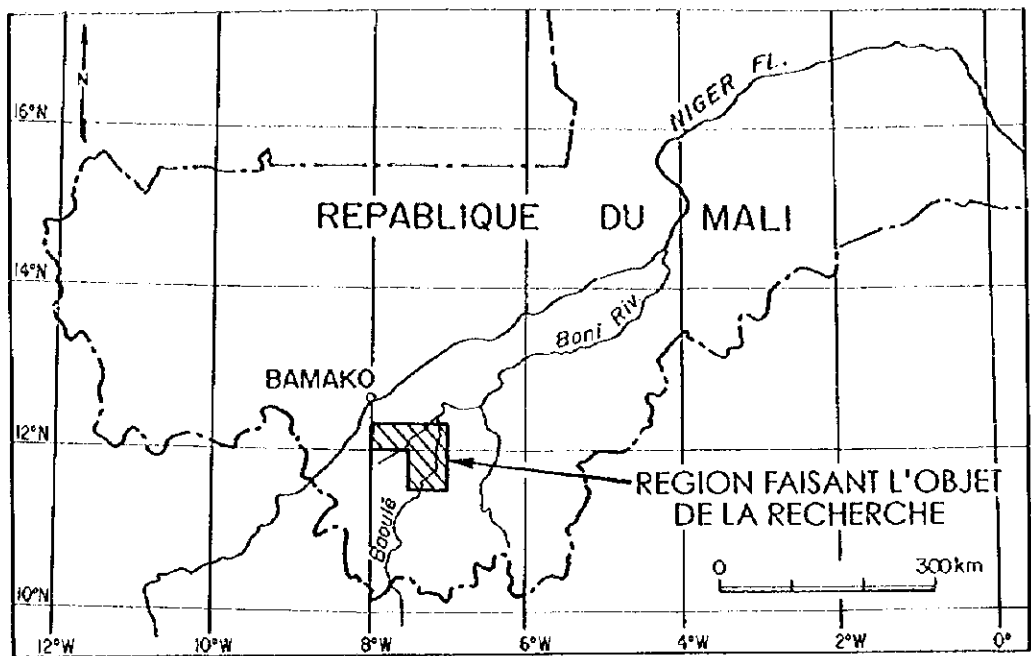 N
16°N
NIGER FL.
REPABLIQUE DU MALI
14°N
Boni Riv
BAMAKO
12°N
REGION FAISANT L'OBJET
DE LA RECHERCHE
Baoulé
0 300km
10°N
12°W 10°W 8°W 6°W 4°W 2°W 0°